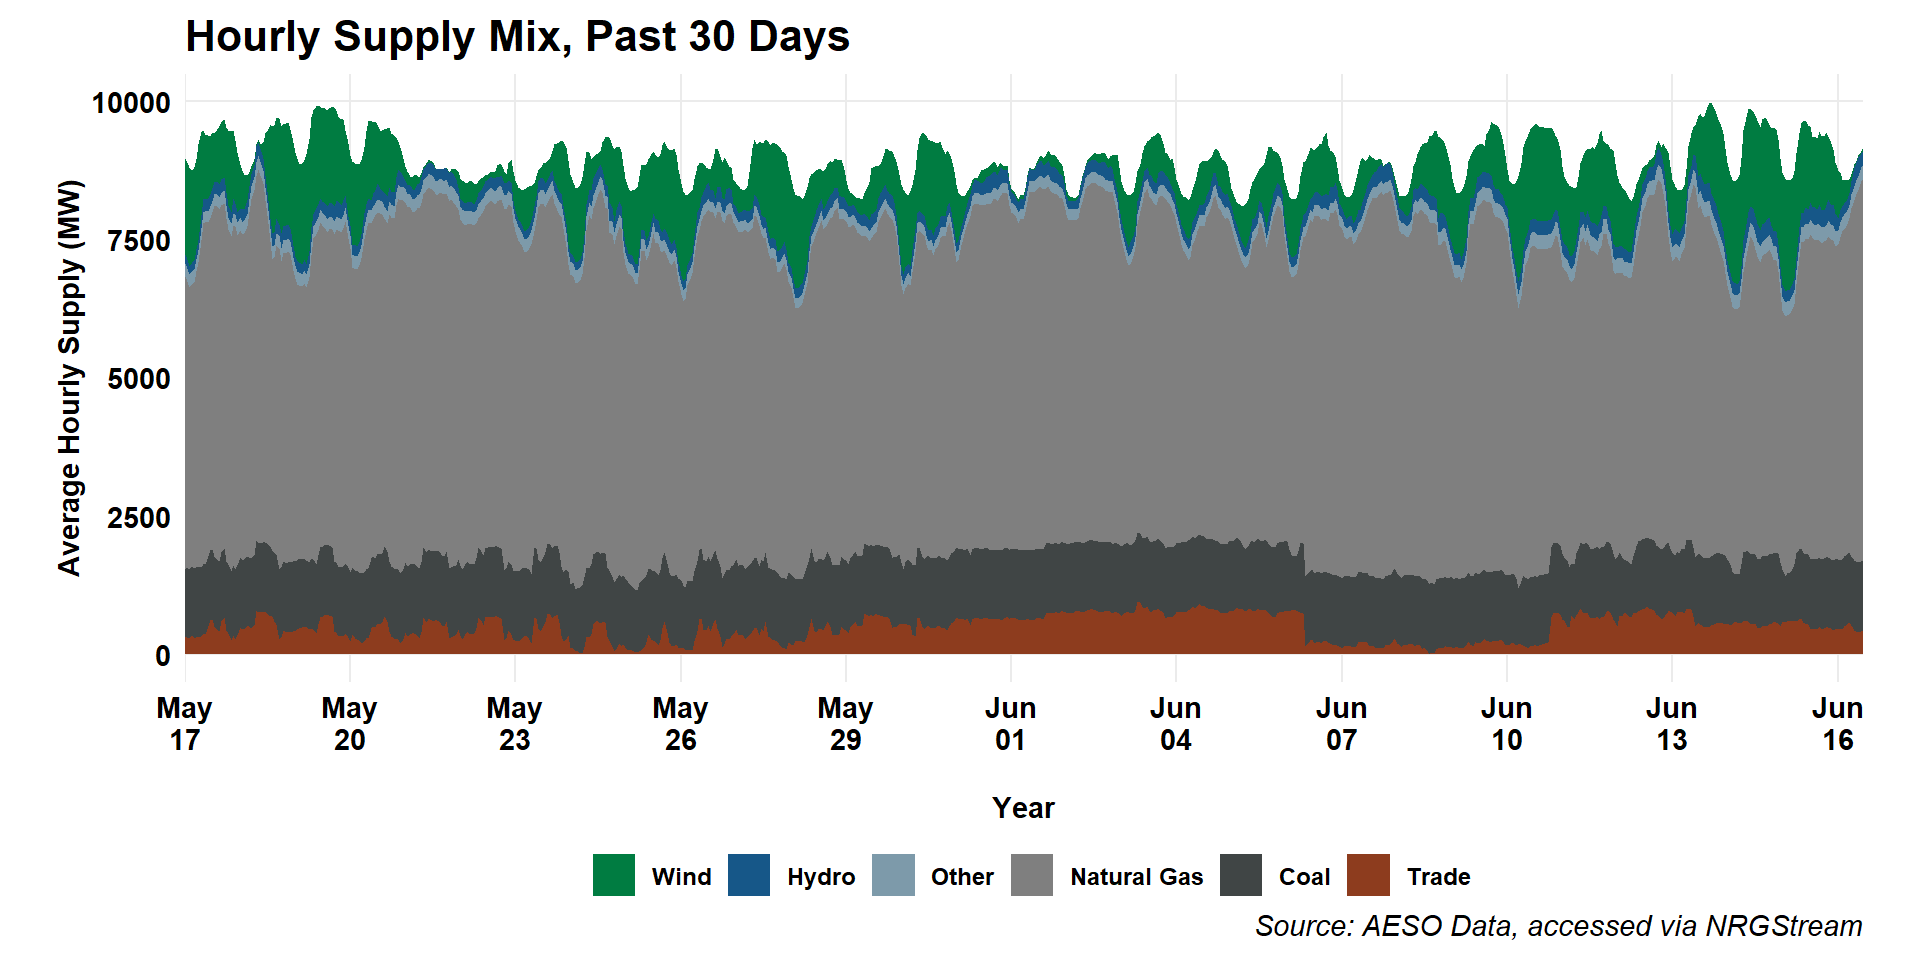 Hourly Supply Mix, Past 30 Days
Average Hourly Supply (MW)
10000
7500
5000
2500
0
May May May May May Jun Jun Jun Jun Jun Jun
17 20 23 26 29 01 04 07 10 13 16
Year
Wind Hydro Other Natural Gas Coal Trade
Source: AESO Data, accessed via NRGStream